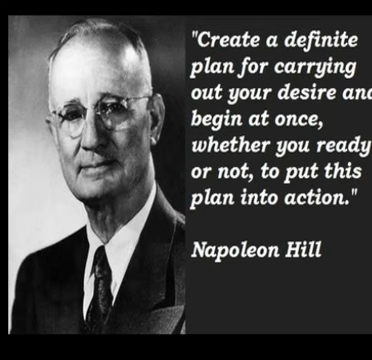 "Create a definite
plan for carrying
out your desire and
begin at once,
whether you ready
or not, to put this
plan into action."
Napoleon Hill